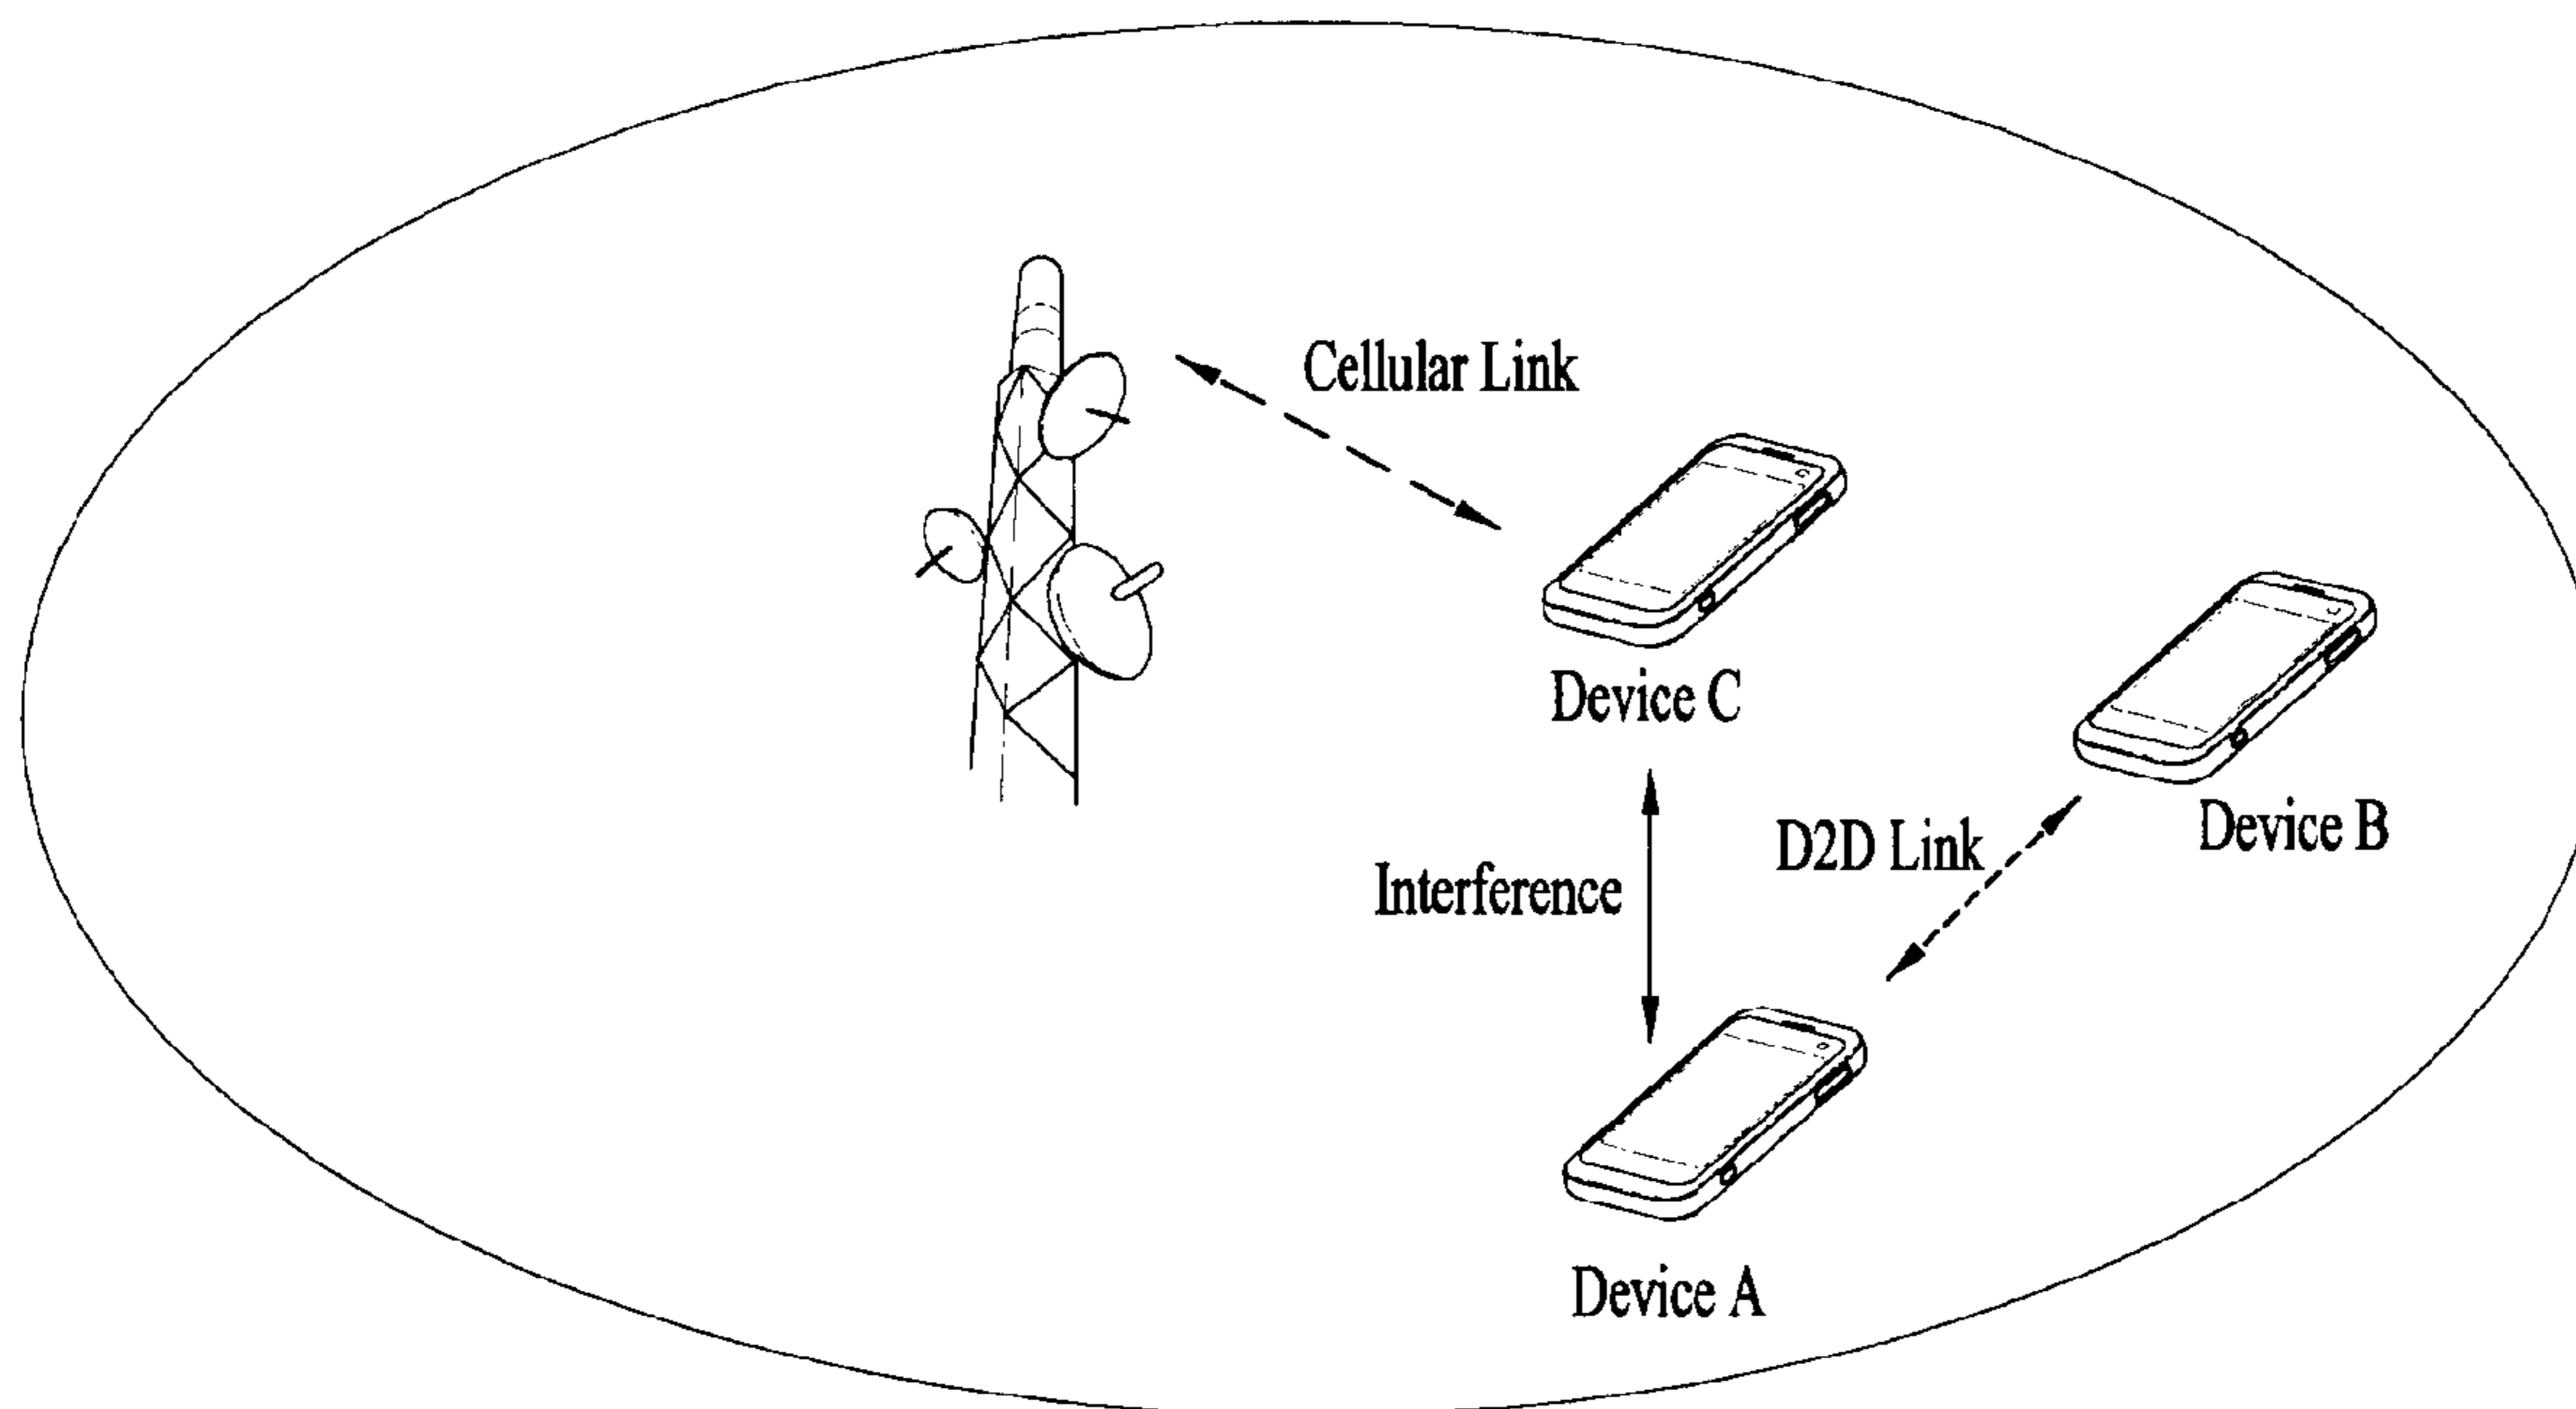 Cellular Link
Device C
Device B
D2D Link
Interference
Device A